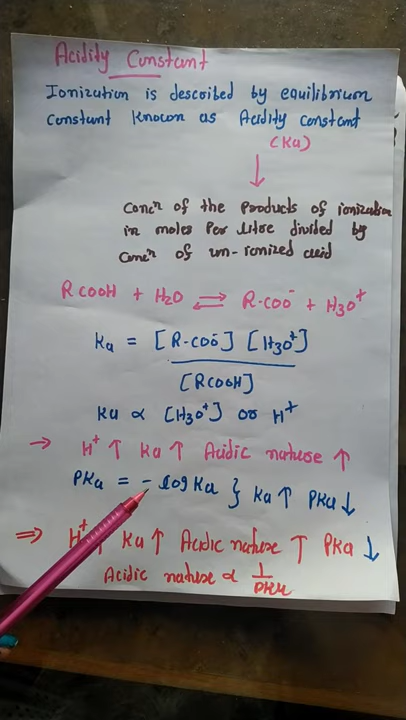 Acidity Constant
Ionization is described by equilibrium
constant known as Acidity constant
(Ka)
↓
Concn of the products of ionization
in moles per litre divided by
concn of un-ionized acid
R COOH + H2O ⇌ R-COO⁻ + H3O⁺
Ka = [R-COO⁻] [H3O⁺]
[RCOOH]
Ka ∝ [H3O⁺] or H⁺
→ H⁺ ↑ Ka ↑ Acidic nature ↑
PKa = - log Ka } Ka ↑ PKa ↓
⇒ H⁺ ↑ Ka ↑ Acidic nature ↑ PKa ↓
Acidic nature ∝ 1/PKa